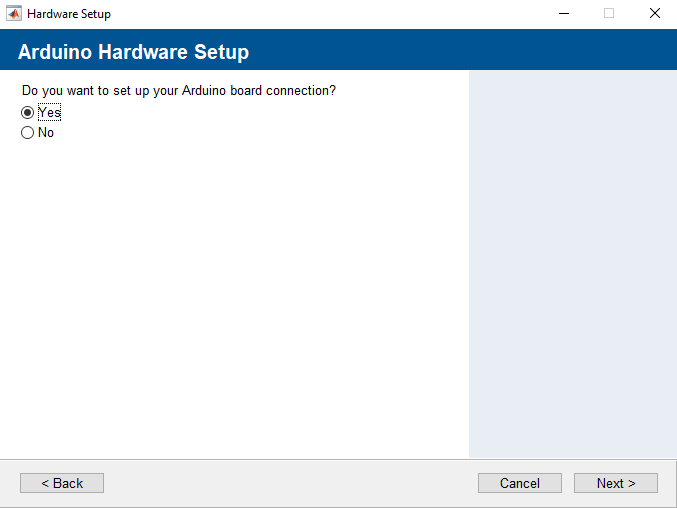 Hardware Setup
Arduino Hardware Setup
Do you want to set up your Arduino board connection?
Yes
No
< Back
Cancel
Next >